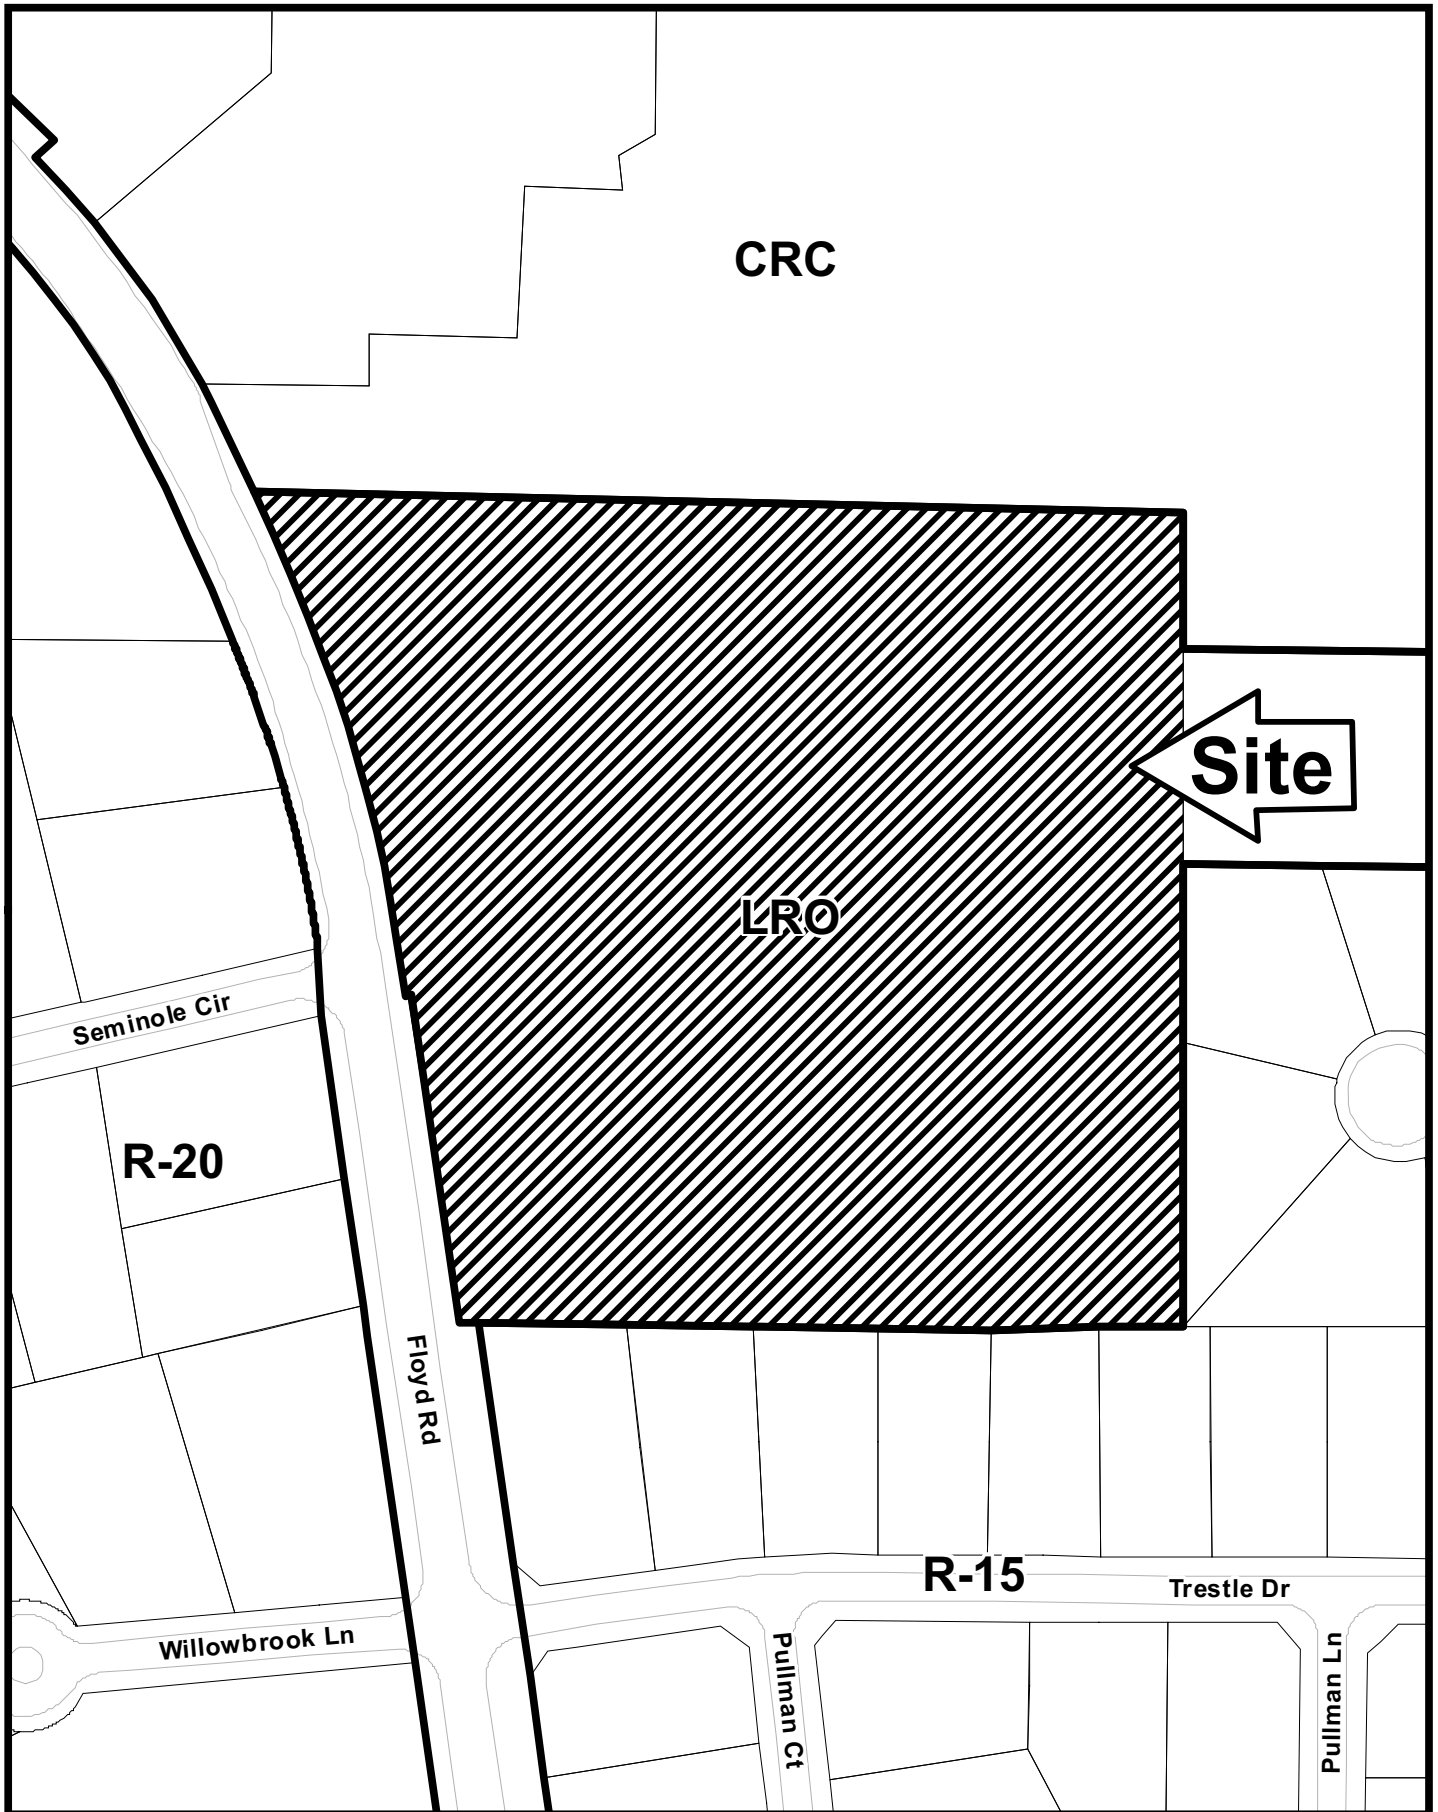 CRC
Site
LRO
Seminole Cir
R-20
Floyd Rd
R-15
Trestle Dr
Willowbrook Ln
Pullman Ct
Pullman Ln